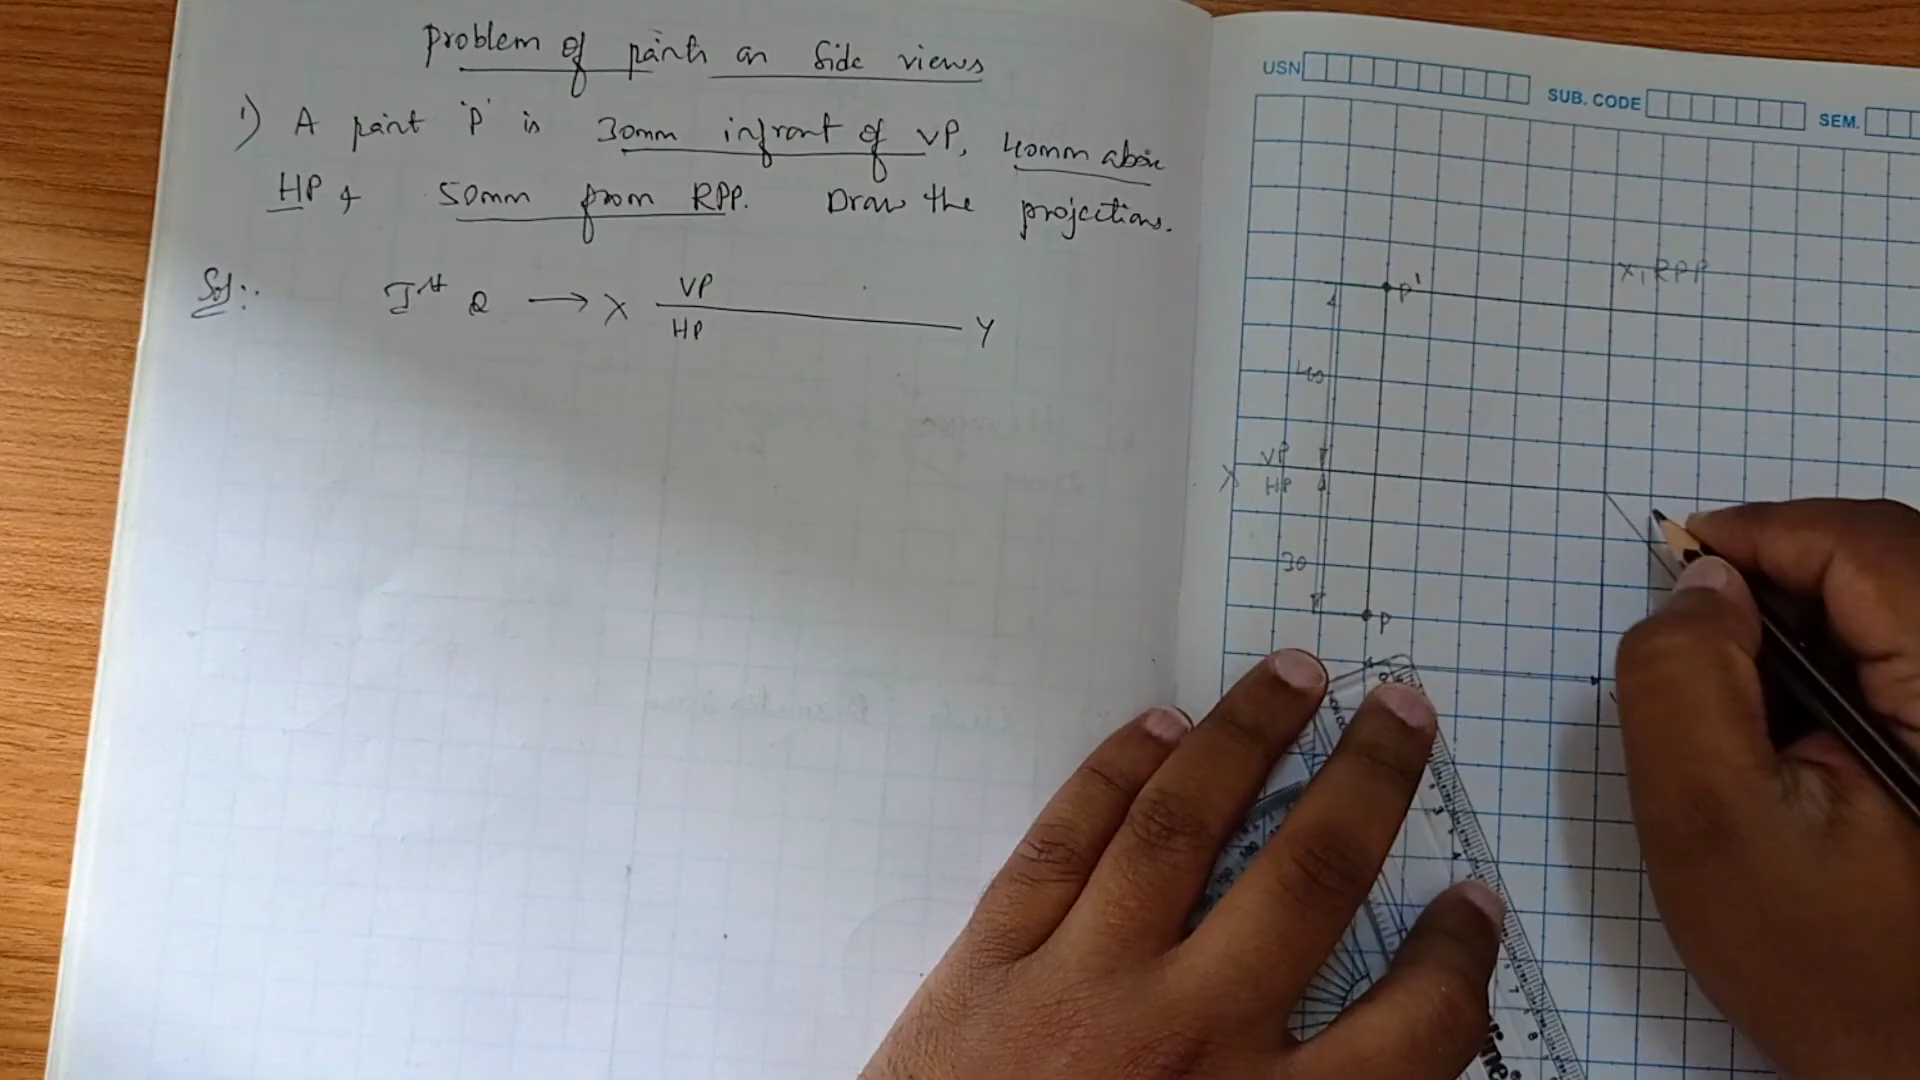 Problem of points on side views
1) A point 'P' is 30mm infront of VP, 40mm above
HP & 50mm from RPP. Draw the projections.
Sol:.
Ist Q → X VP
HP Y
USN
SUB. CODE
SEM.
X1 RPP
P'
40
VP
X HP
30
P